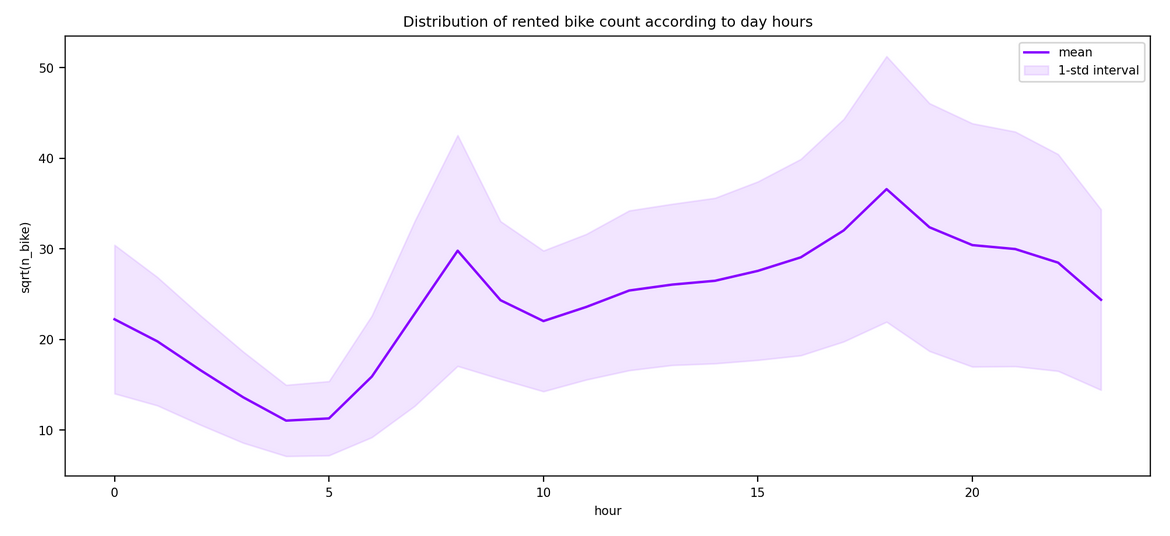 Distribution of rented bike count according to day hours
mean
1-std interval
50
40
30
20
10
sqrt(n_bike)
0 5 10 15 20
hour